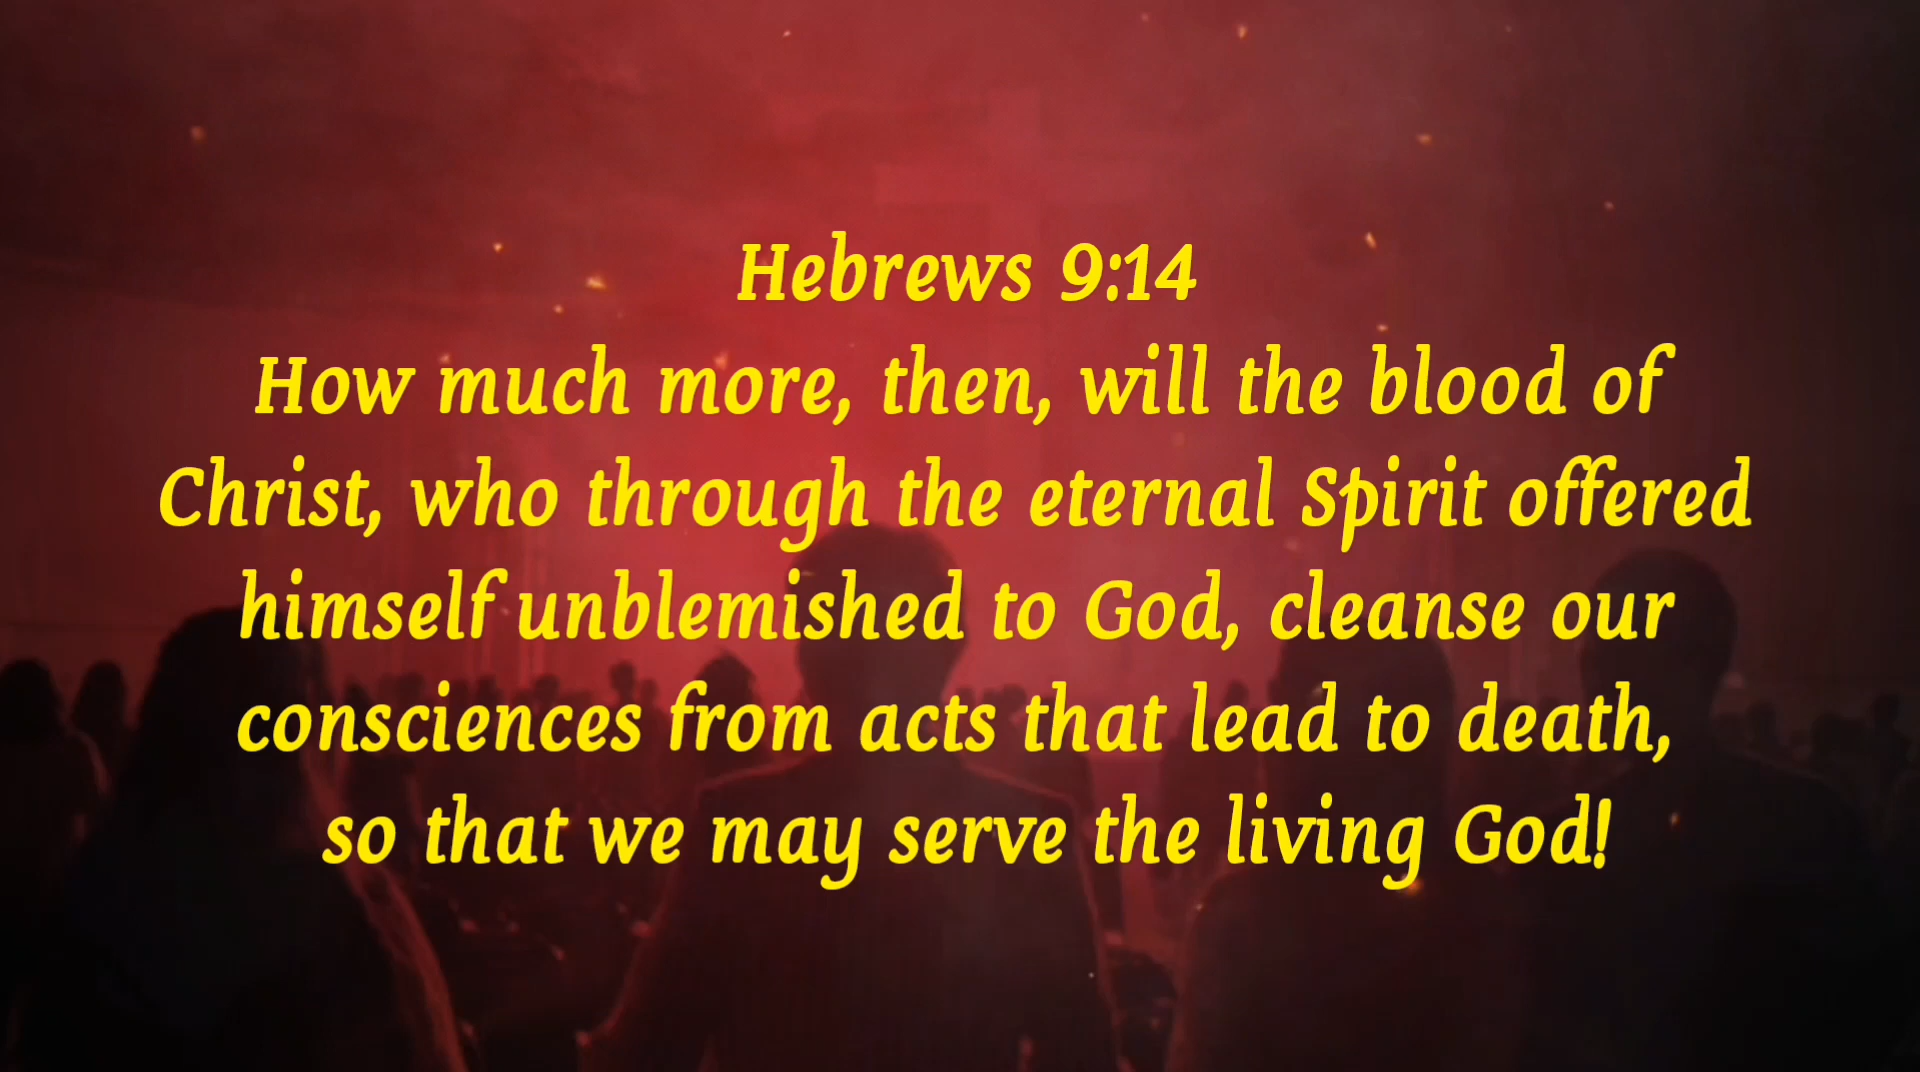 Hebrews 9:14
How much more, then, will the blood of
Christ, who through the eternal Spirit offered
himself unblemished to God, cleanse our
consciences from acts that lead to death,
so that we may serve the living God!